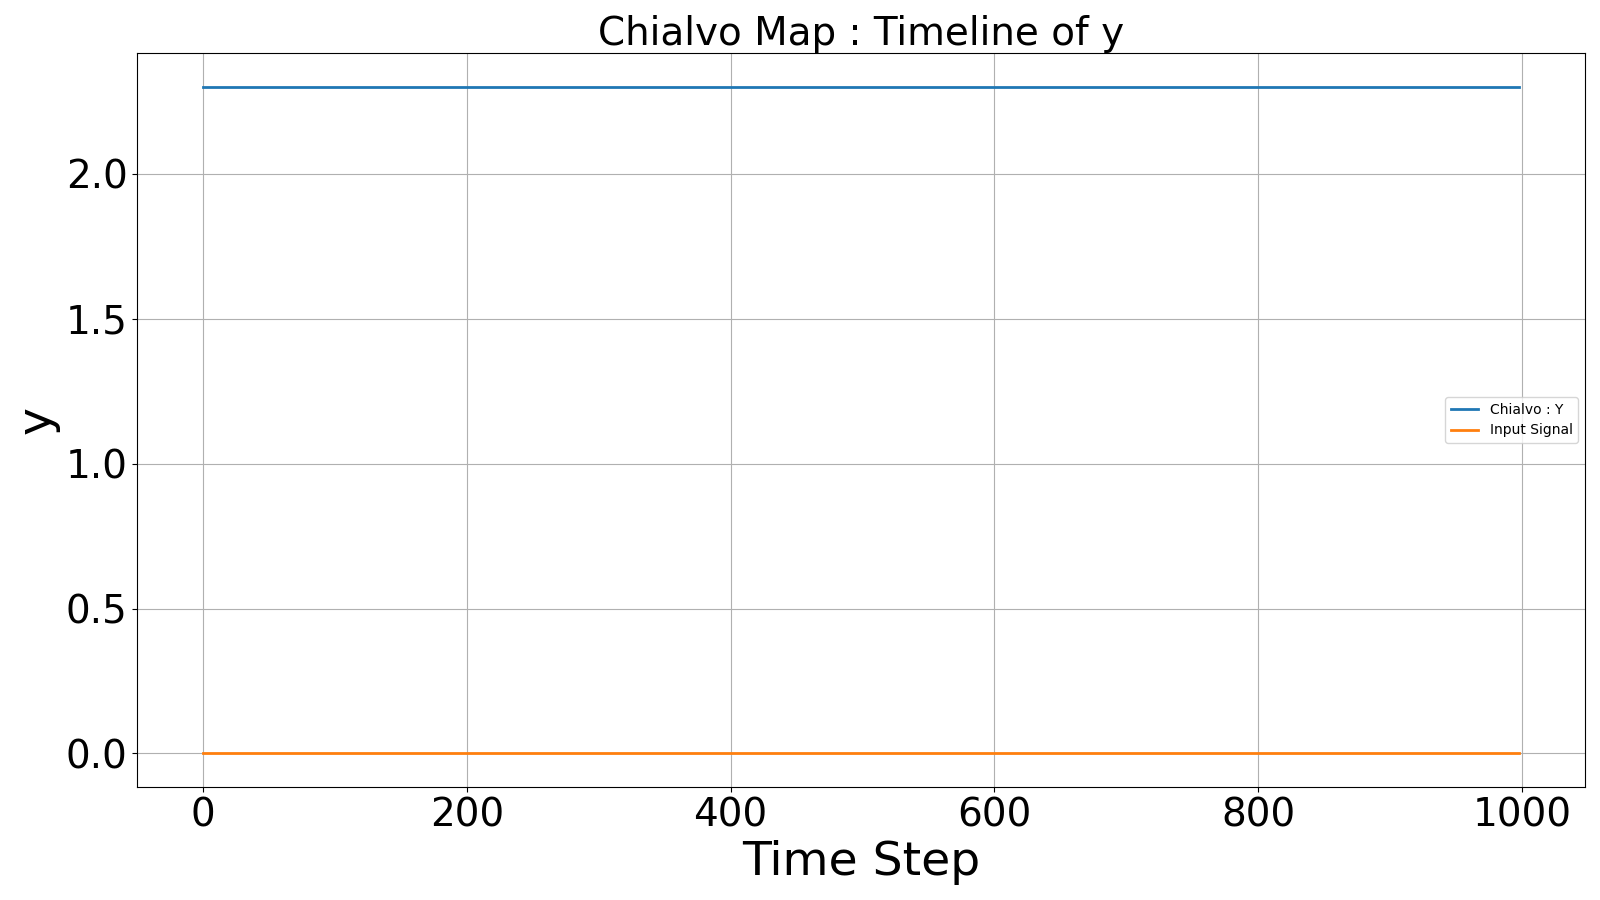 Chialvo Map : Timeline of y
2.0
1.5
1.0
0.5
0.0
y
Chialvo : Y
Input Signal
0 200 400 600 800 1000
Time Step